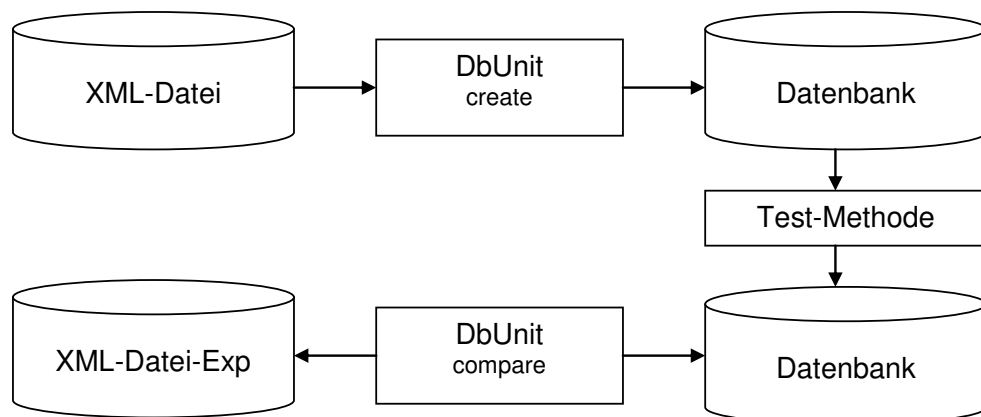 XML-Datei
DbUnit
create
Datenbank
Test-Methode
XML-Datei-Exp
DbUnit
compare
Datenbank